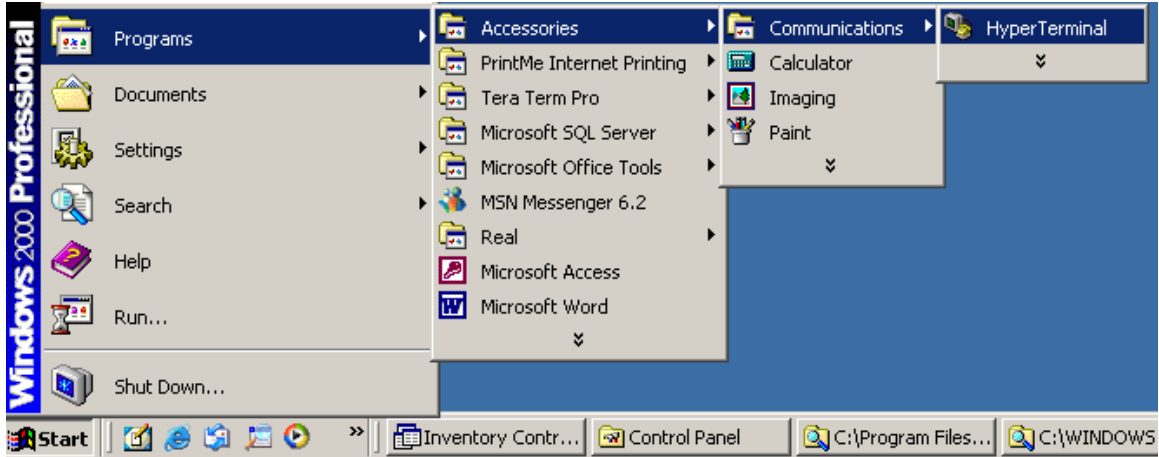 Windows 2000 Professional
Programs
Documents
Settings
Search
Help
Run...
Shut Down...
Accessories
PrintMe Internet Printing
Tera Term Pro
Microsoft SQL Server
Microsoft Office Tools
MSN Messenger 6.2
Real
Microsoft Access
Microsoft Word
Communications
Calculator
Imaging
Paint
HyperTerminal
Start
Inventory Contr...
Control Panel
C:\Program Files...
C:\WINDOWS